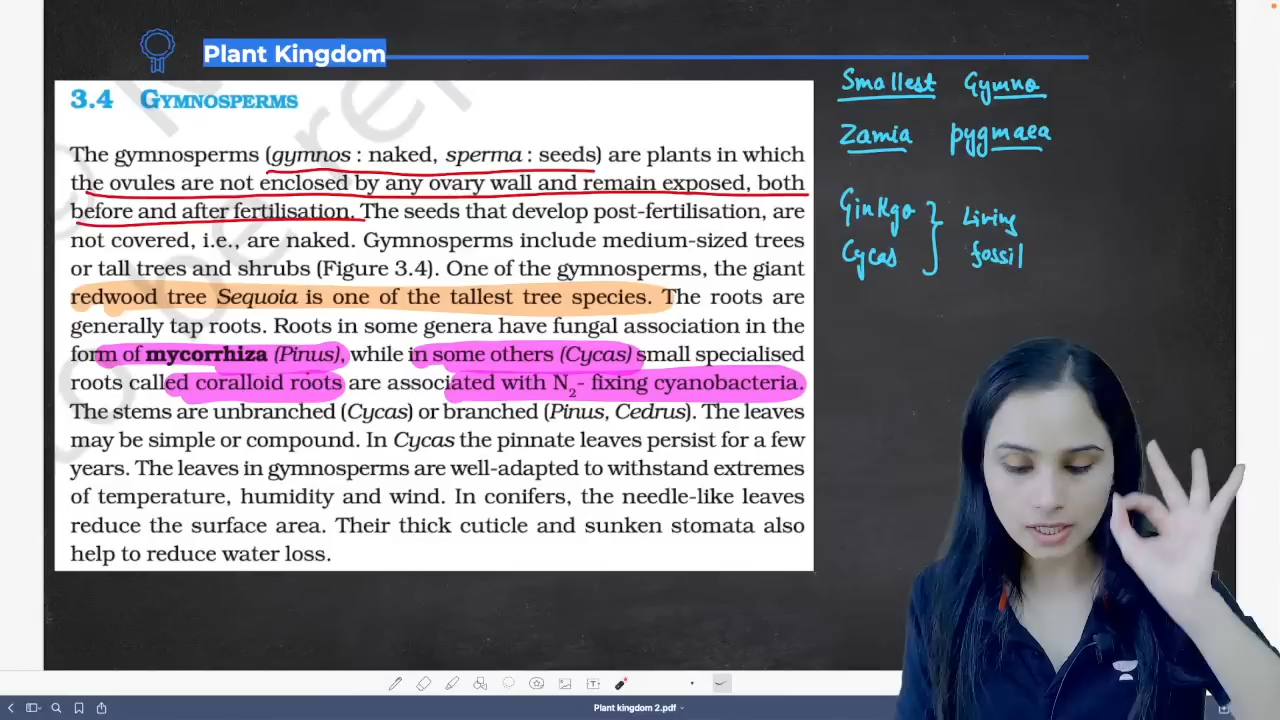 Plant Kingdom
3.4 GYMNOSPERMS
The gymnosperms (gymnos : naked, sperma : seeds) are plants in which
the ovules are not enclosed by any ovary wall and remain exposed, both
before and after fertilisation. The seeds that develop post-fertilisation, are
not covered, i.e., are naked. Gymnosperms include medium-sized trees
or tall trees and shrubs (Figure 3.4). One of the gymnosperms, the giant
redwood tree Sequoia is one of the tallest tree species. The roots are
generally tap roots. Roots in some genera have fungal association in the
form of mycorrhiza (Pinus), while in some others (Cycas) small specialised
roots called coralloid roots are associated with N2- fixing cyanobacteria.
The stems are unbranched (Cycas) or branched (Pinus, Cedrus). The leaves
may be simple or compound. In Cycas the pinnate leaves persist for a few
years. The leaves in gymnosperms are well-adapted to withstand extremes
of temperature, humidity and wind. In conifers, the needle-like leaves
reduce the surface area. Their thick cuticle and sunken stomata also
help to reduce water loss.
Smallest Gymno
Zamia pygmaea
Ginkgo } Living
Cycas fossil
Plant kingdom 2.pdf